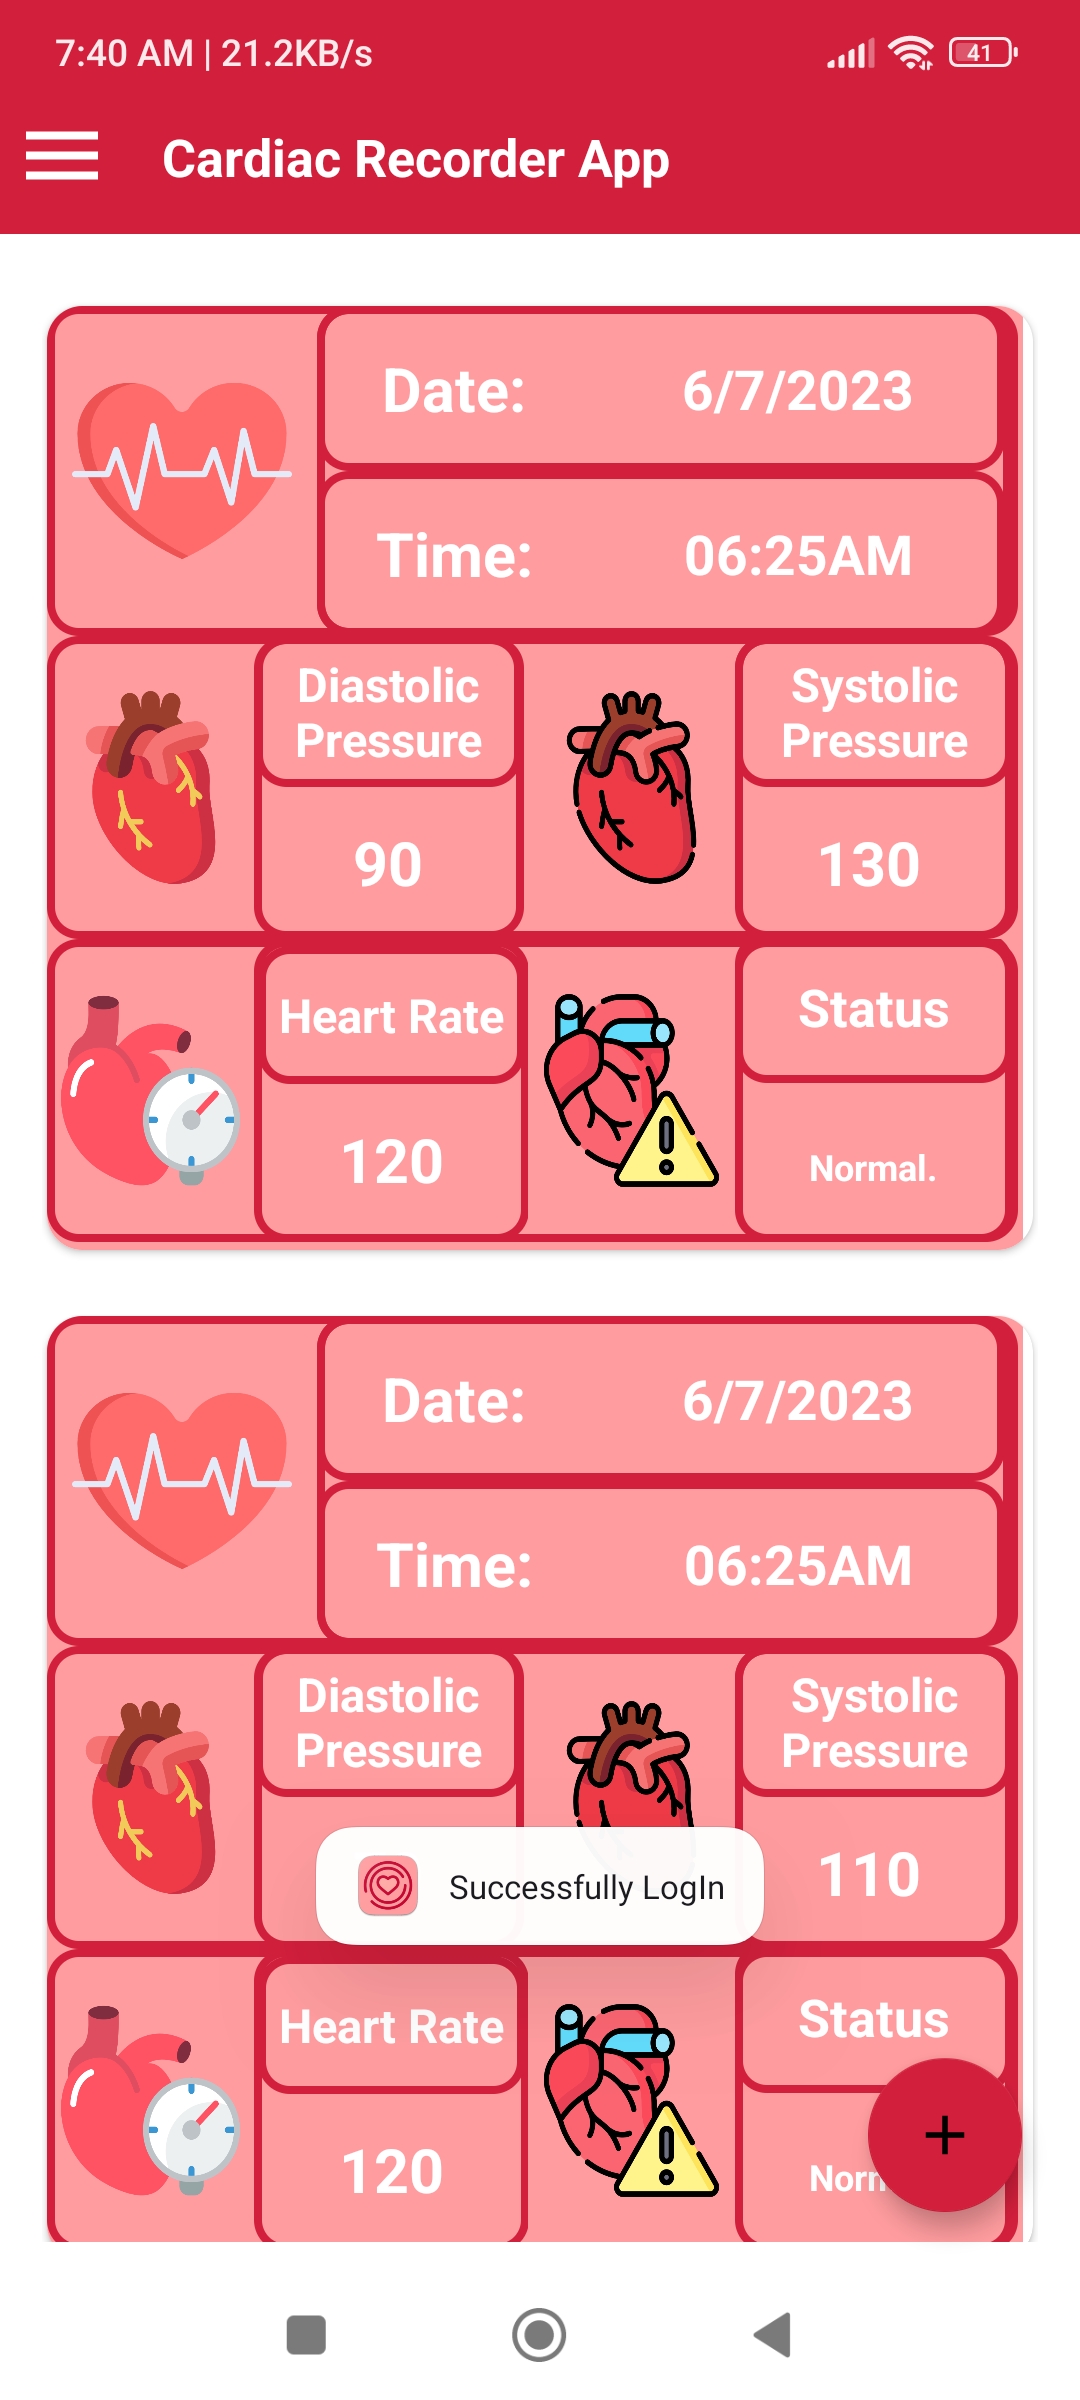 7:40 AM | 21.2KB/s
41
Cardiac Recorder App
Date: 6/7/2023
Time: 06:25AM
Diastolic
Pressure
Systolic
Pressure
90
130
Heart Rate
Status
120
Normal.
Date: 6/7/2023
Time: 06:25AM
Diastolic
Pressure
Systolic
Pressure
110
Successfully LogIn
Heart Rate
Status
120
+